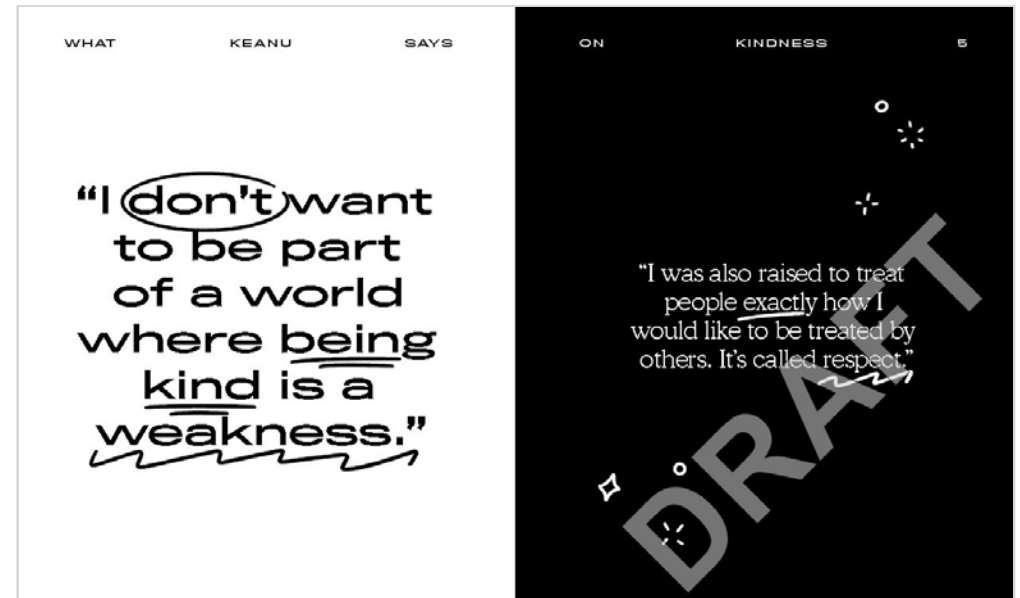 WHAT KEANU SAYS ON KINDNESS 5
“I don't want
to be part
of a world
where being
kind is a
weakness.”
“I was also raised to treat
people exactly how I
would like to be treated by
others. It’s called respect.”
DRAFT